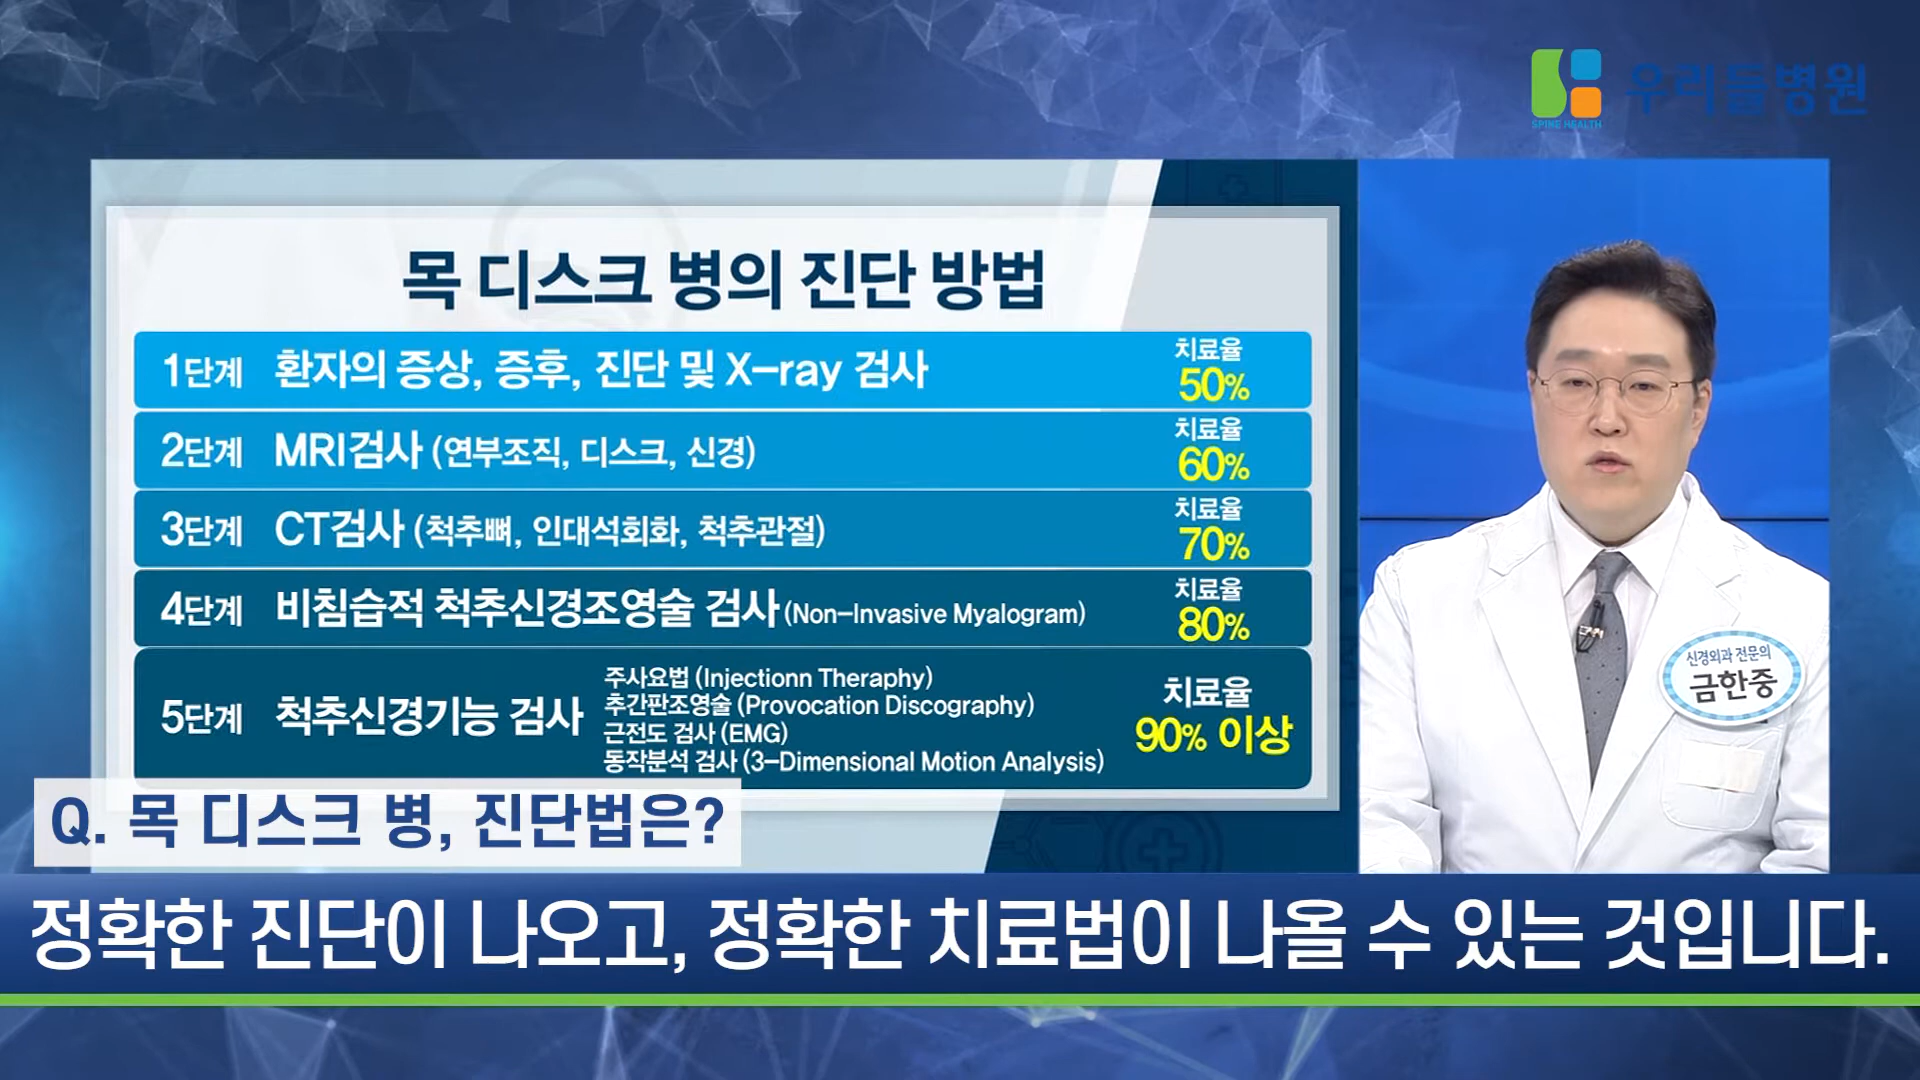 우리들병원
SPINE HEALTH
목 디스크 병의 진단 방법
1단계 환자의 증상, 증후, 진단 및 X-ray 검사 치료율 50%
2단계 MRI검사 (연부조직, 디스크, 신경) 치료율 60%
3단계 CT검사 (척추뼈, 인대석회화, 척추관절) 치료율 70%
4단계 비침습적 척추신경조영술 검사 (Non-Invasive Myalogram) 치료율 80%
5단계 척추신경기능 검사
주사요법 (Injectionn Theraphy)
추간판조영술 (Provocation Discography)
근전도 검사 (EMG)
동작분석 검사 (3-Dimensional Motion Analysis)
치료율
90% 이상
신경외과 전문의
금한중
Q. 목 디스크 병, 진단법은?
정확한 진단이 나오고, 정확한 치료법이 나올 수 있는 것입니다.